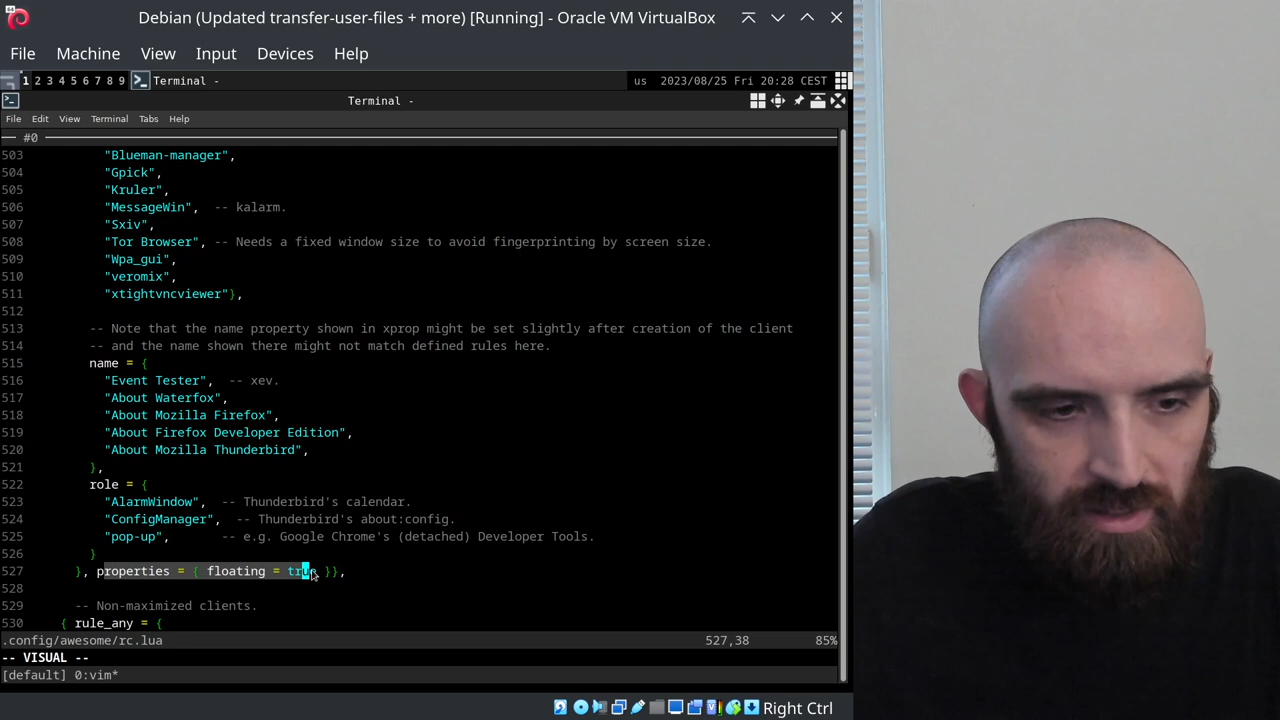 Debian (Updated transfer-user-files + more) [Running] - Oracle VM VirtualBox
File Machine View Input Devices Help
1 2 3 4 5 6 7 8 9 Terminal - us 2023/08/25 Fri 20:28 CEST
Terminal -
File Edit View Terminal Tabs Help
#0
503 "Blueman-manager",
504 "Gpick",
505 "Kruler",
506 "MessageWin", -- kalarm.
507 "Sxiv",
508 "Tor Browser", -- Needs a fixed window size to avoid fingerprinting by screen size.
509 "Wpa_gui",
510 "veromix",
511 "xtightvncviewer"},
512
513 -- Note that the name property shown in xprop might be set slightly after creation of the client
514 -- and the name shown there might not match defined rules here.
515 name = {
516 "Event Tester", -- xev.
517 "About Waterfox",
518 "About Mozilla Firefox",
519 "About Firefox Developer Edition",
520 "About Mozilla Thunderbird",
521 },
522 role = {
523 "AlarmWindow", -- Thunderbird's calendar.
524 "ConfigManager", -- Thunderbird's about:config.
525 "pop-up", -- e.g. Google Chrome's (detached) Developer Tools.
526 }
527 }, properties = { floating = true }},
528
529 -- Non-maximized clients.
530 { rule_any = {
.config/awesome/rc.lua 527,38 85%
-- VISUAL --
[default] 0:vim*
Right Ctrl